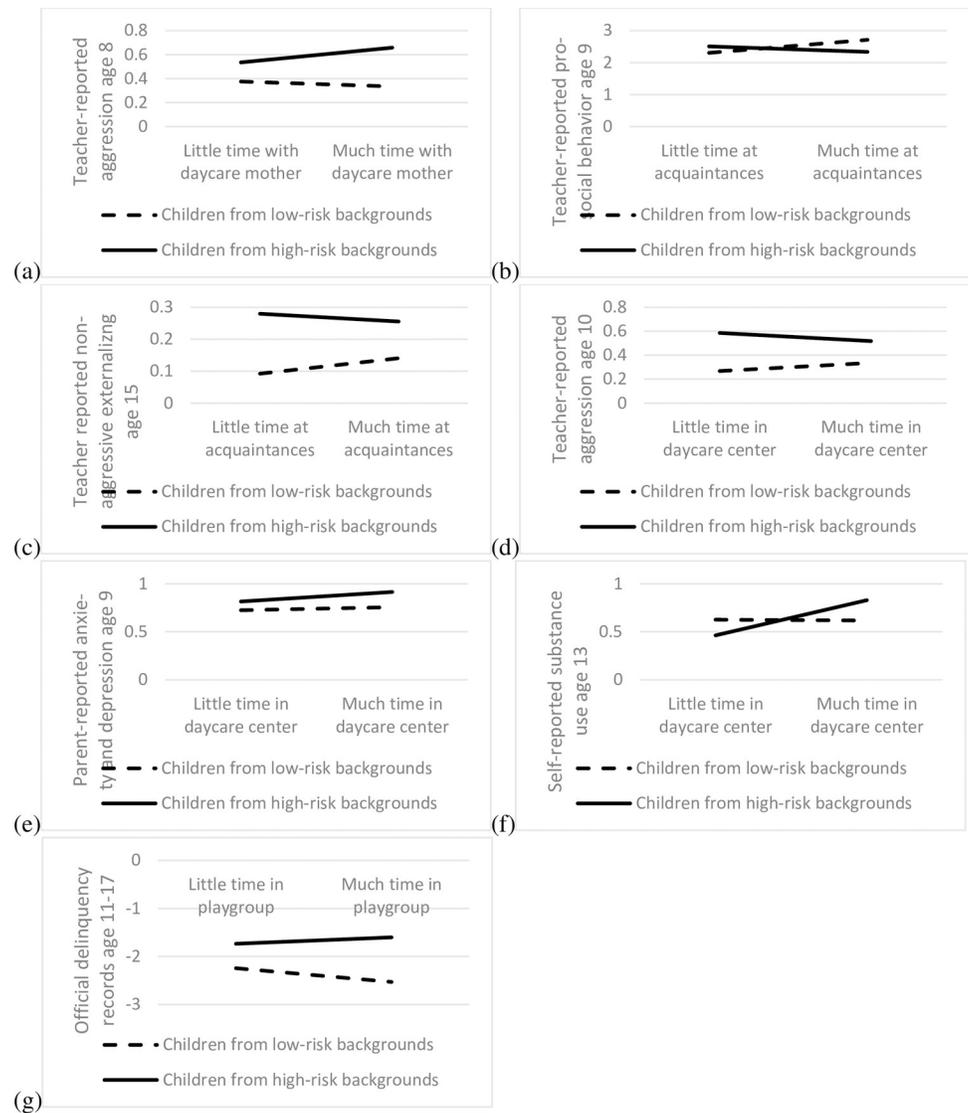 Teacher-reported
aggression age 8
0.8
0.6
0.4
0.2
0
Little time with
daycare mother
Much time with
daycare mother
Children from low-risk backgrounds
Children from high-risk backgrounds
(a)
Teacher-reported pro-
social behavior age 9
3
2
1
0
Little time at
acquaintances
Much time at
acquaintances
Children from low-risk backgrounds
Children from high-risk backgrounds
(b)
Teacher reported non-
aggressive externalizing
age 15
0.3
0.2
0.1
0
Little time at
acquaintances
Much time at
acquaintances
Children from low-risk backgrounds
Children from high-risk backgrounds
(c)
Teacher-reported
aggression age 10
0.8
0.6
0.4
0.2
0
Little time in
daycare center
Much time in
daycare center
Children from low-risk backgrounds
Children from high-risk backgrounds
(d)
Parent-reported anxie-
ty and depression age 9
1
0.5
0
Little time in
daycare center
Much time in
daycare center
Children from low-risk backgrounds
Children from high-risk backgrounds
(e)
Self-reported substance
use age 13
1
0.5
0
Little time in
daycare center
Much time in
daycare center
Children from low-risk backgrounds
Children from high-risk backgrounds
(f)
Official delinquency
records age 11-17
0
-1
-2
-3
Little time in
playgroup
Much time in
playgroup
Children from low-risk backgrounds
Children from high-risk backgrounds
(g)